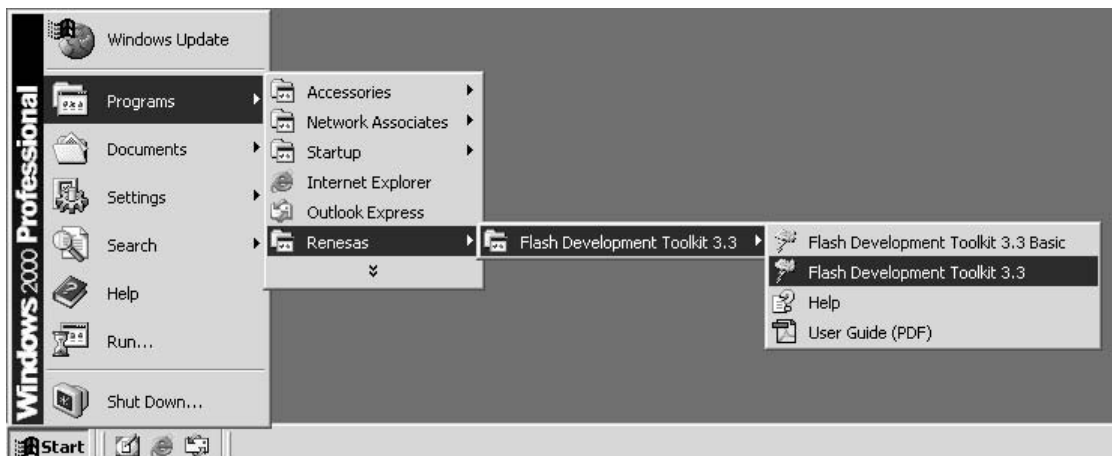 Windows 2000 Professional
Windows Update
Programs
Documents
Settings
Search
Help
Run...
Shut Down...
Accessories
Network Associates
Startup
Internet Explorer
Outlook Express
Renesas
Flash Development Toolkit 3.3
Flash Development Toolkit 3.3 Basic
Flash Development Toolkit 3.3
Help
User Guide (PDF)
Start